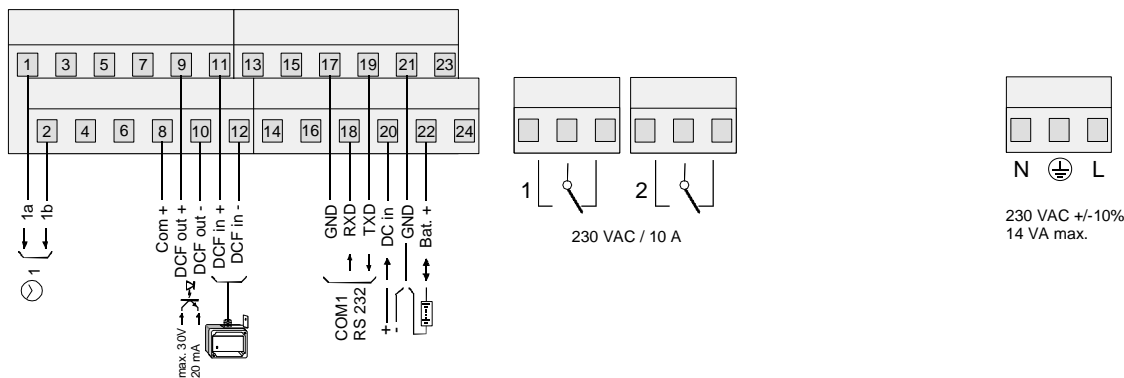 1 3 5 7 9 11 13 15 17 19 21 23
2 4 6 8 10 12 14 16 18 20 22 24
1a
1b
1
Com +
DCF out +
DCF out -
DCF in +
DCF in -
max. 30V
20 mA
GND
RXD
TXD
DC in
GND
Bat. +
COM1
RS 232
+
-
1
2
230 VAC / 10 A
N L
230 VAC +/-10%
14 VA max.